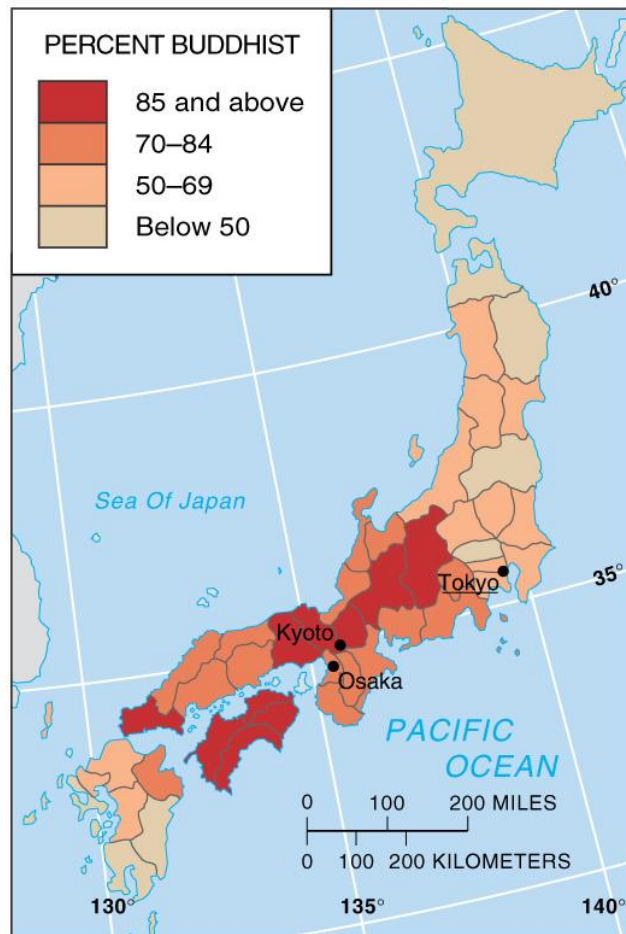 PERCENT BUDDHIST
85 and above
70–84
50–69
Below 50
40°
Sea Of Japan
35°
Tokyo
Kyoto
Osaka
PACIFIC
OCEAN
0 100 200 MILES
0 100 200 KILOMETERS
130°
135°
140°